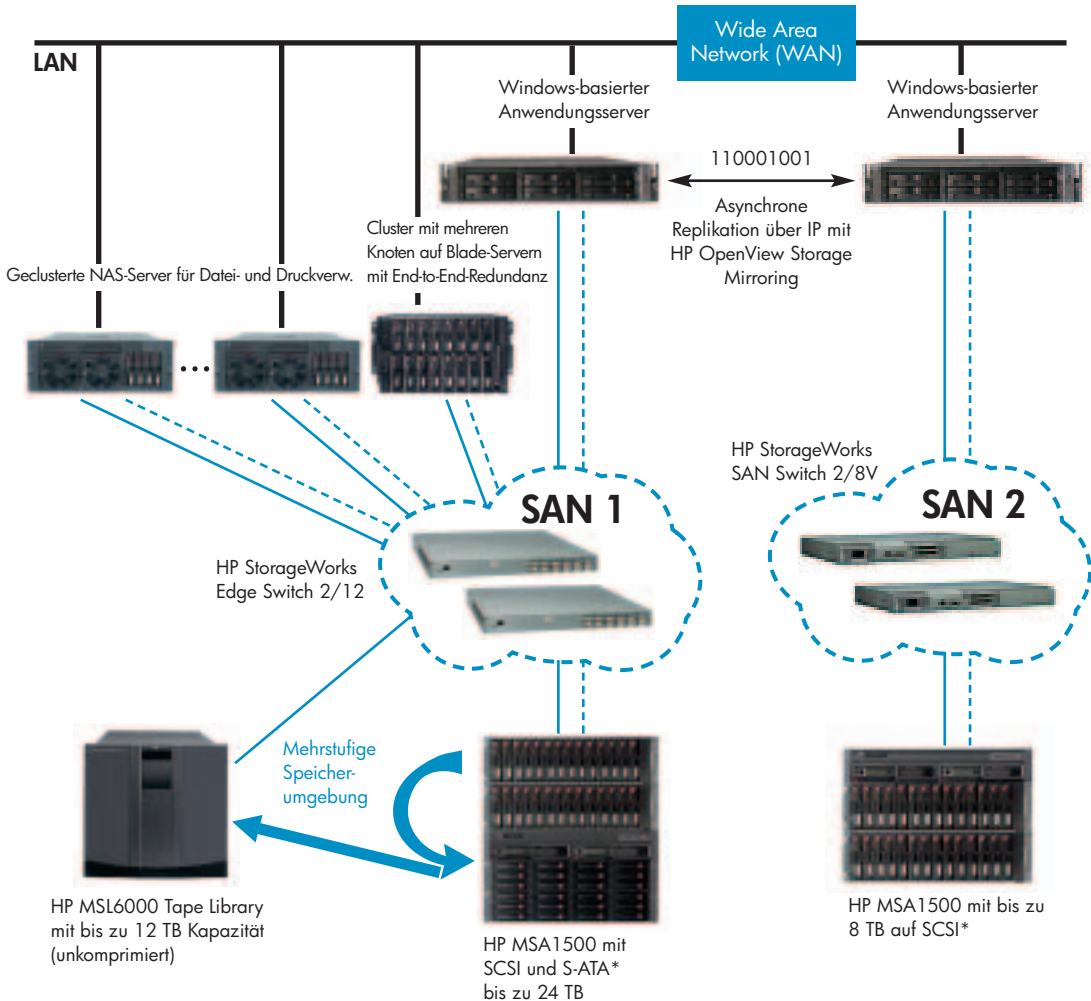 Wide Area
Network (WAN)
LAN
Windows-basierter
Anwendungsserver
Windows-basierter
Anwendungsserver
110001001
Asynchrone
Replikation über IP mit
HP OpenView Storage
Mirroring
Cluster mit mehreren
Knoten auf Blade-Servern
mit End-to-End-Redundanz
Geclusterte NAS-Server für Datei- und Druckverw.
...
HP StorageWorks
SAN Switch 2/8V
SAN 1
SAN 2
HP StorageWorks
Edge Switch 2/12
Mehrstufige
Speicher-
umgebung
HP MSL6000 Tape Library
mit bis zu 12 TB Kapazität
(unkomprimiert)
HP MSA1500 mit
SCSI und S-ATA*
bis zu 24 TB
HP MSA1500 mit bis zu
8 TB auf SCSI*